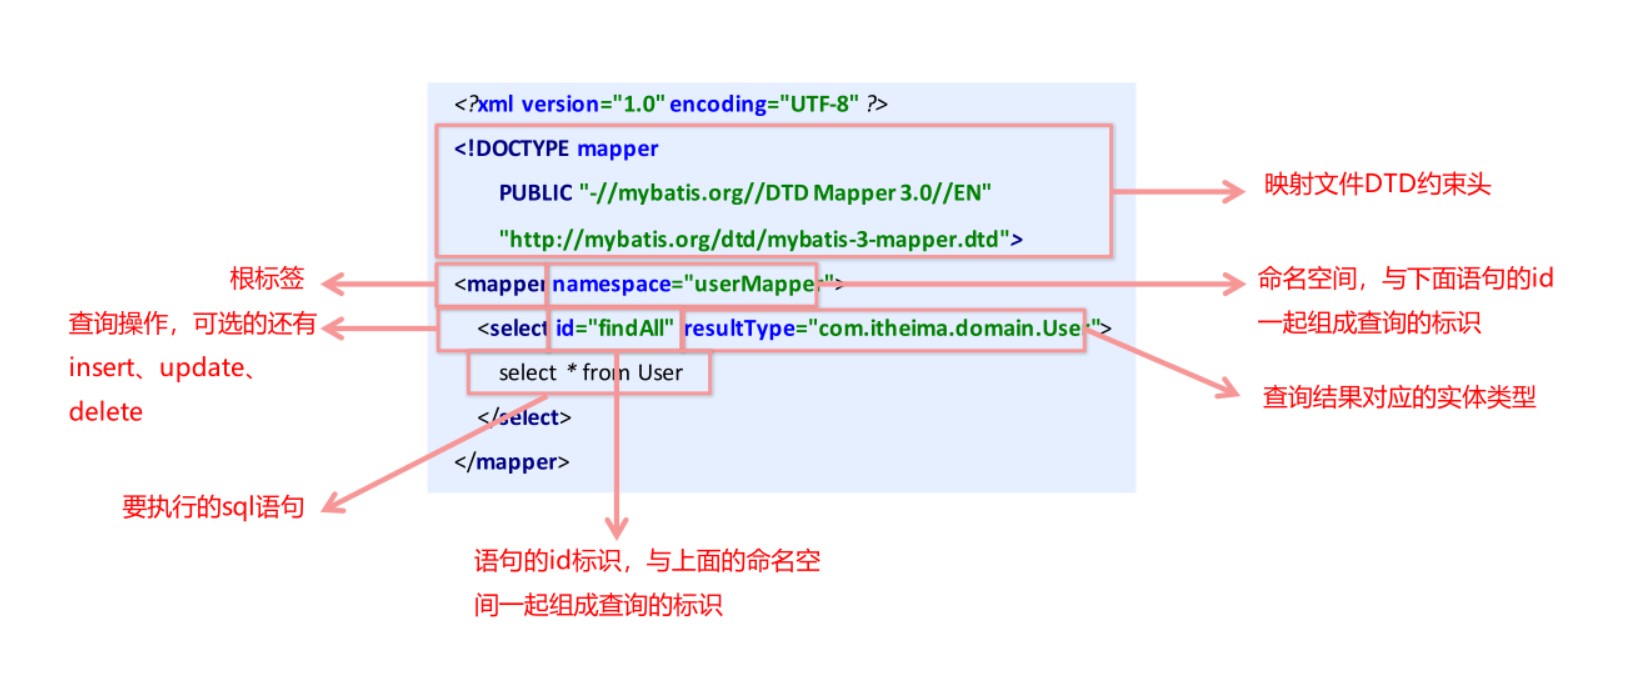 <?xml version="1.0" encoding="UTF-8" ?>
<!DOCTYPE mapper
PUBLIC "-//mybatis.org//DTD Mapper 3.0//EN"
"http://mybatis.org/dtd/mybatis-3-mapper.dtd">
<mapper namespace="userMapper">
<select id="findAll" resultType="com.itheima.domain.User">
select * from User
</select>
</mapper>
映射文件DTD约束头
根标签
命名空间，与下面语句的id
一起组成查询的标识
查询操作，可选的还有
insert、update、
delete
查询结果对应的实体类型
要执行的sql语句
语句的id标识，与上面的命名空
间一起组成查询的标识